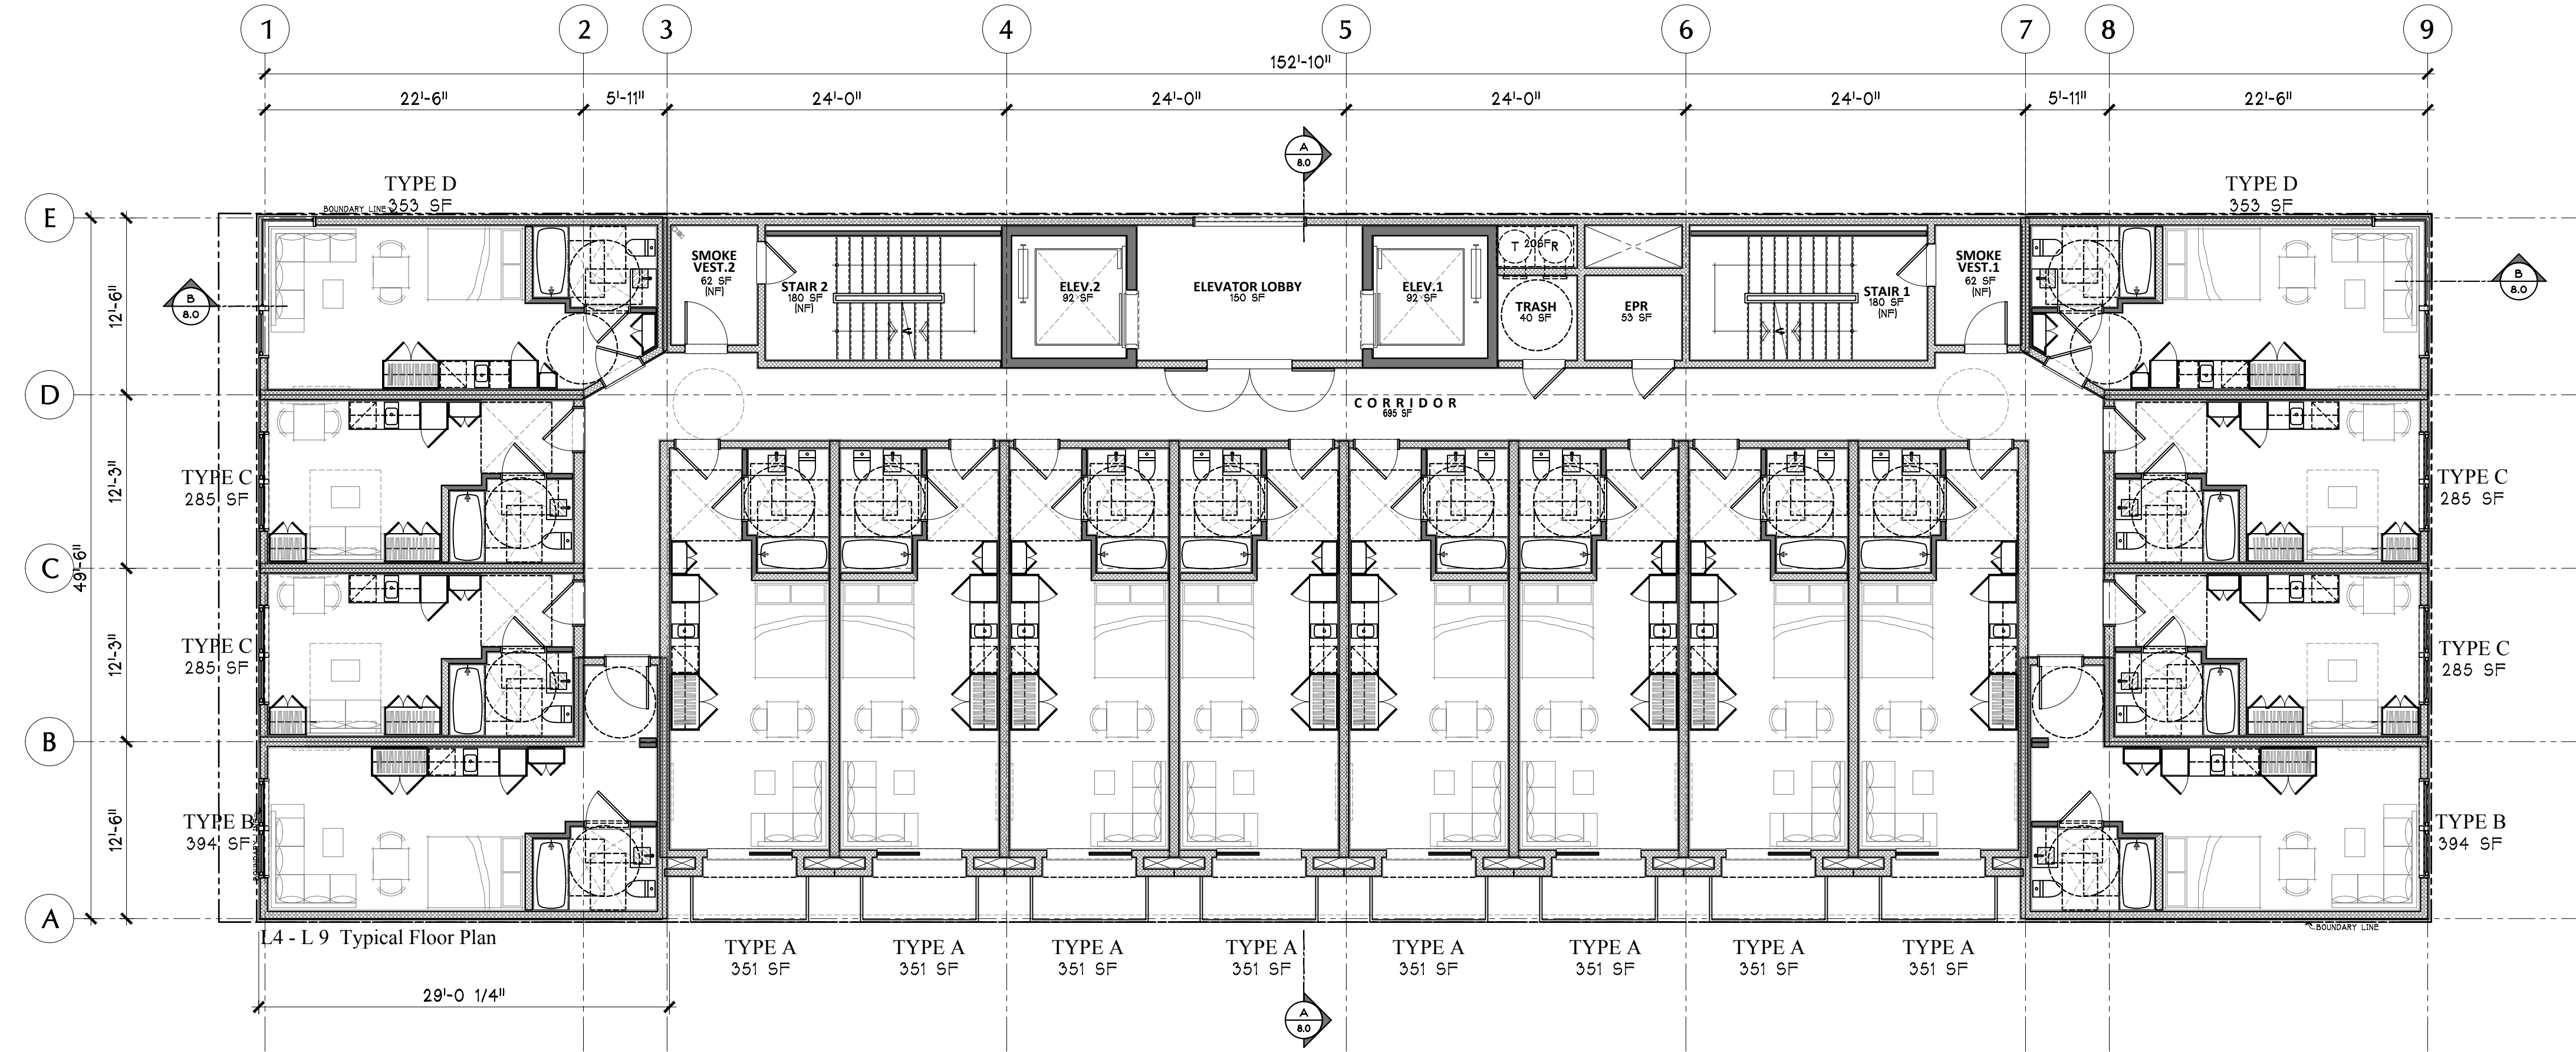 1 2 3 4 5 6 7 8 9
152'-10"
22'-6" 5'-11" 24'-0" 24'-0" 24'-0" 24'-0" 5'-11" 22'-6"
A
8.0
TYPE D
353 SF
BOUNDARY LINE
TYPE D
353 SF
E
D
C
B
A
12'-6"
12'-3"
12'-3"
12'-6"
49'-6"
B
8.0
B
8.0
SMOKE
VEST.2
62 SF
(NF)
STAIR 2
180 SF
(NF)
ELEV.2
92 SF
ELEVATOR LOBBY
150 SF
ELEV.1
92 SF
T 20SF R
TRASH
40 SF
EPR
53 SF
STAIR 1
180 SF
(NF)
SMOKE
VEST.1
62 SF
(NF)
CORRIDOR
695 SF
TYPE C
285 SF
TYPE C
285 SF
TYPE C
285 SF
TYPE C
285 SF
TYPE B
394 SF
TYPE B
394 SF
BOUNDARY LINE
L4 - L 9 Typical Floor Plan
BOUNDARY LINE
TYPE A TYPE A TYPE A TYPE A TYPE A TYPE A TYPE A TYPE A
351 SF 351 SF 351 SF 351 SF 351 SF 351 SF 351 SF 351 SF
29'-0 1/4"
A
8.0